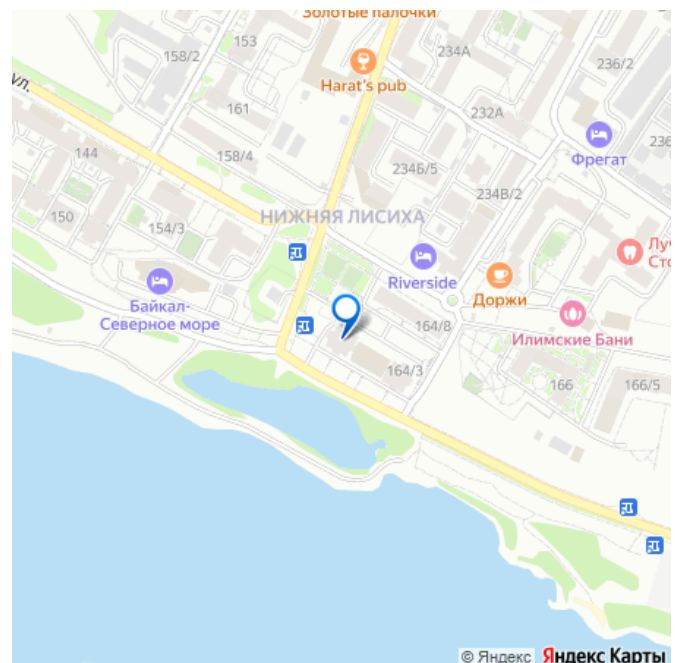 Золотые палочки
153
158/2
234А
236/2
Harat's pub
ул.
161
232А
Фрегат
236
144
158/4
234Б/5
234В/2
НИЖНЯЯ ЛИСИХА
150
154/3
Riverside
Доржи
Байкал-
Северное море
164/8
Илимские Бани
164/3
166
166/5
© Яндекс Яндекс Карты